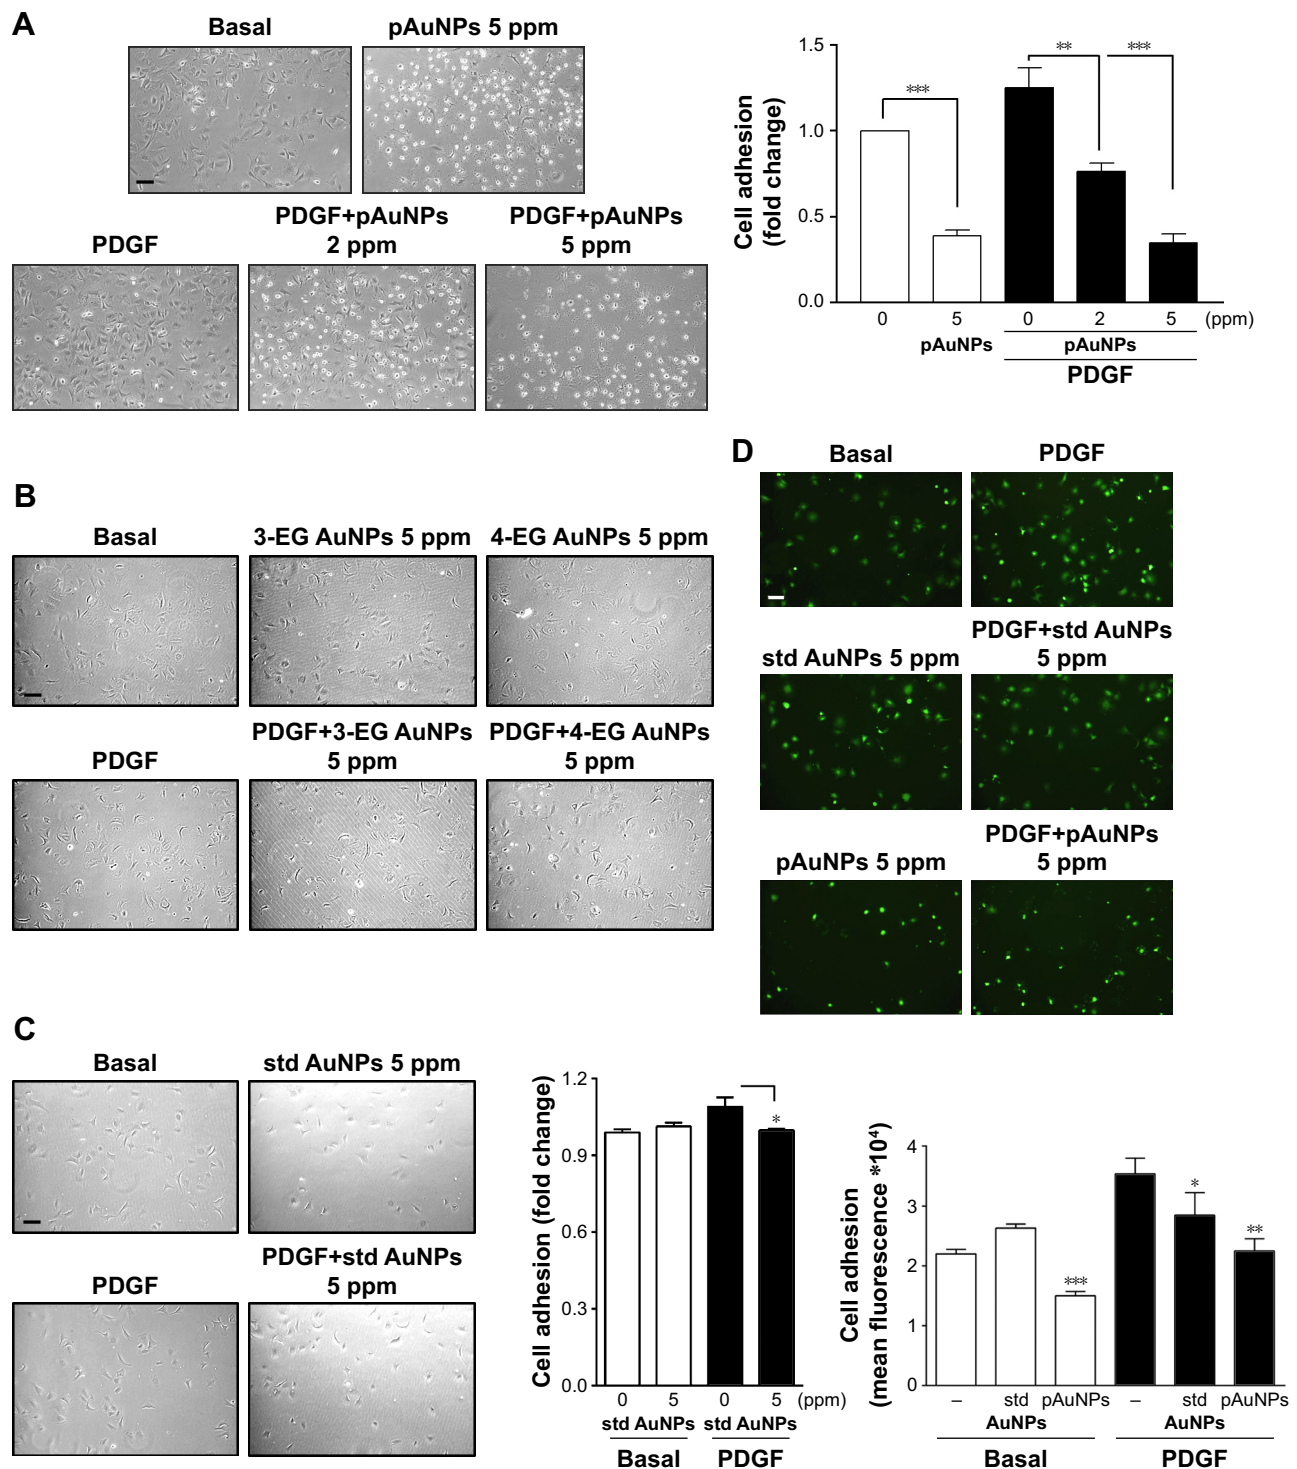 A
Basal
pAuNPs 5 ppm
PDGF
PDGF+pAuNPs
2 ppm
PDGF+pAuNPs
5 ppm
Cell adhesion
(fold change)
1.5
1.0
0.5
0.0
***
**
***
0
5
0
2
5
(ppm)
pAuNPs
pAuNPs
PDGF
B
Basal
3-EG AuNPs 5 ppm
4-EG AuNPs 5 ppm
PDGF
PDGF+3-EG AuNPs
5 ppm
PDGF+4-EG AuNPs
5 ppm
C
Basal
std AuNPs 5 ppm
PDGF
PDGF+std AuNPs
5 ppm
Cell adhesion (fold change)
1.2
0.9
0.6
0.3
0.0
*
0
5
0
5
(ppm)
std AuNPs
std AuNPs
Basal
PDGF
D
Basal
PDGF
std AuNPs 5 ppm
PDGF+std AuNPs
5 ppm
pAuNPs 5 ppm
PDGF+pAuNPs
5 ppm
Cell adhesion
(mean fluorescence *10⁴)
4
3
2
1
0
***
*
**
–
std
pAuNPs
–
std
pAuNPs
AuNPs
AuNPs
Basal
PDGF